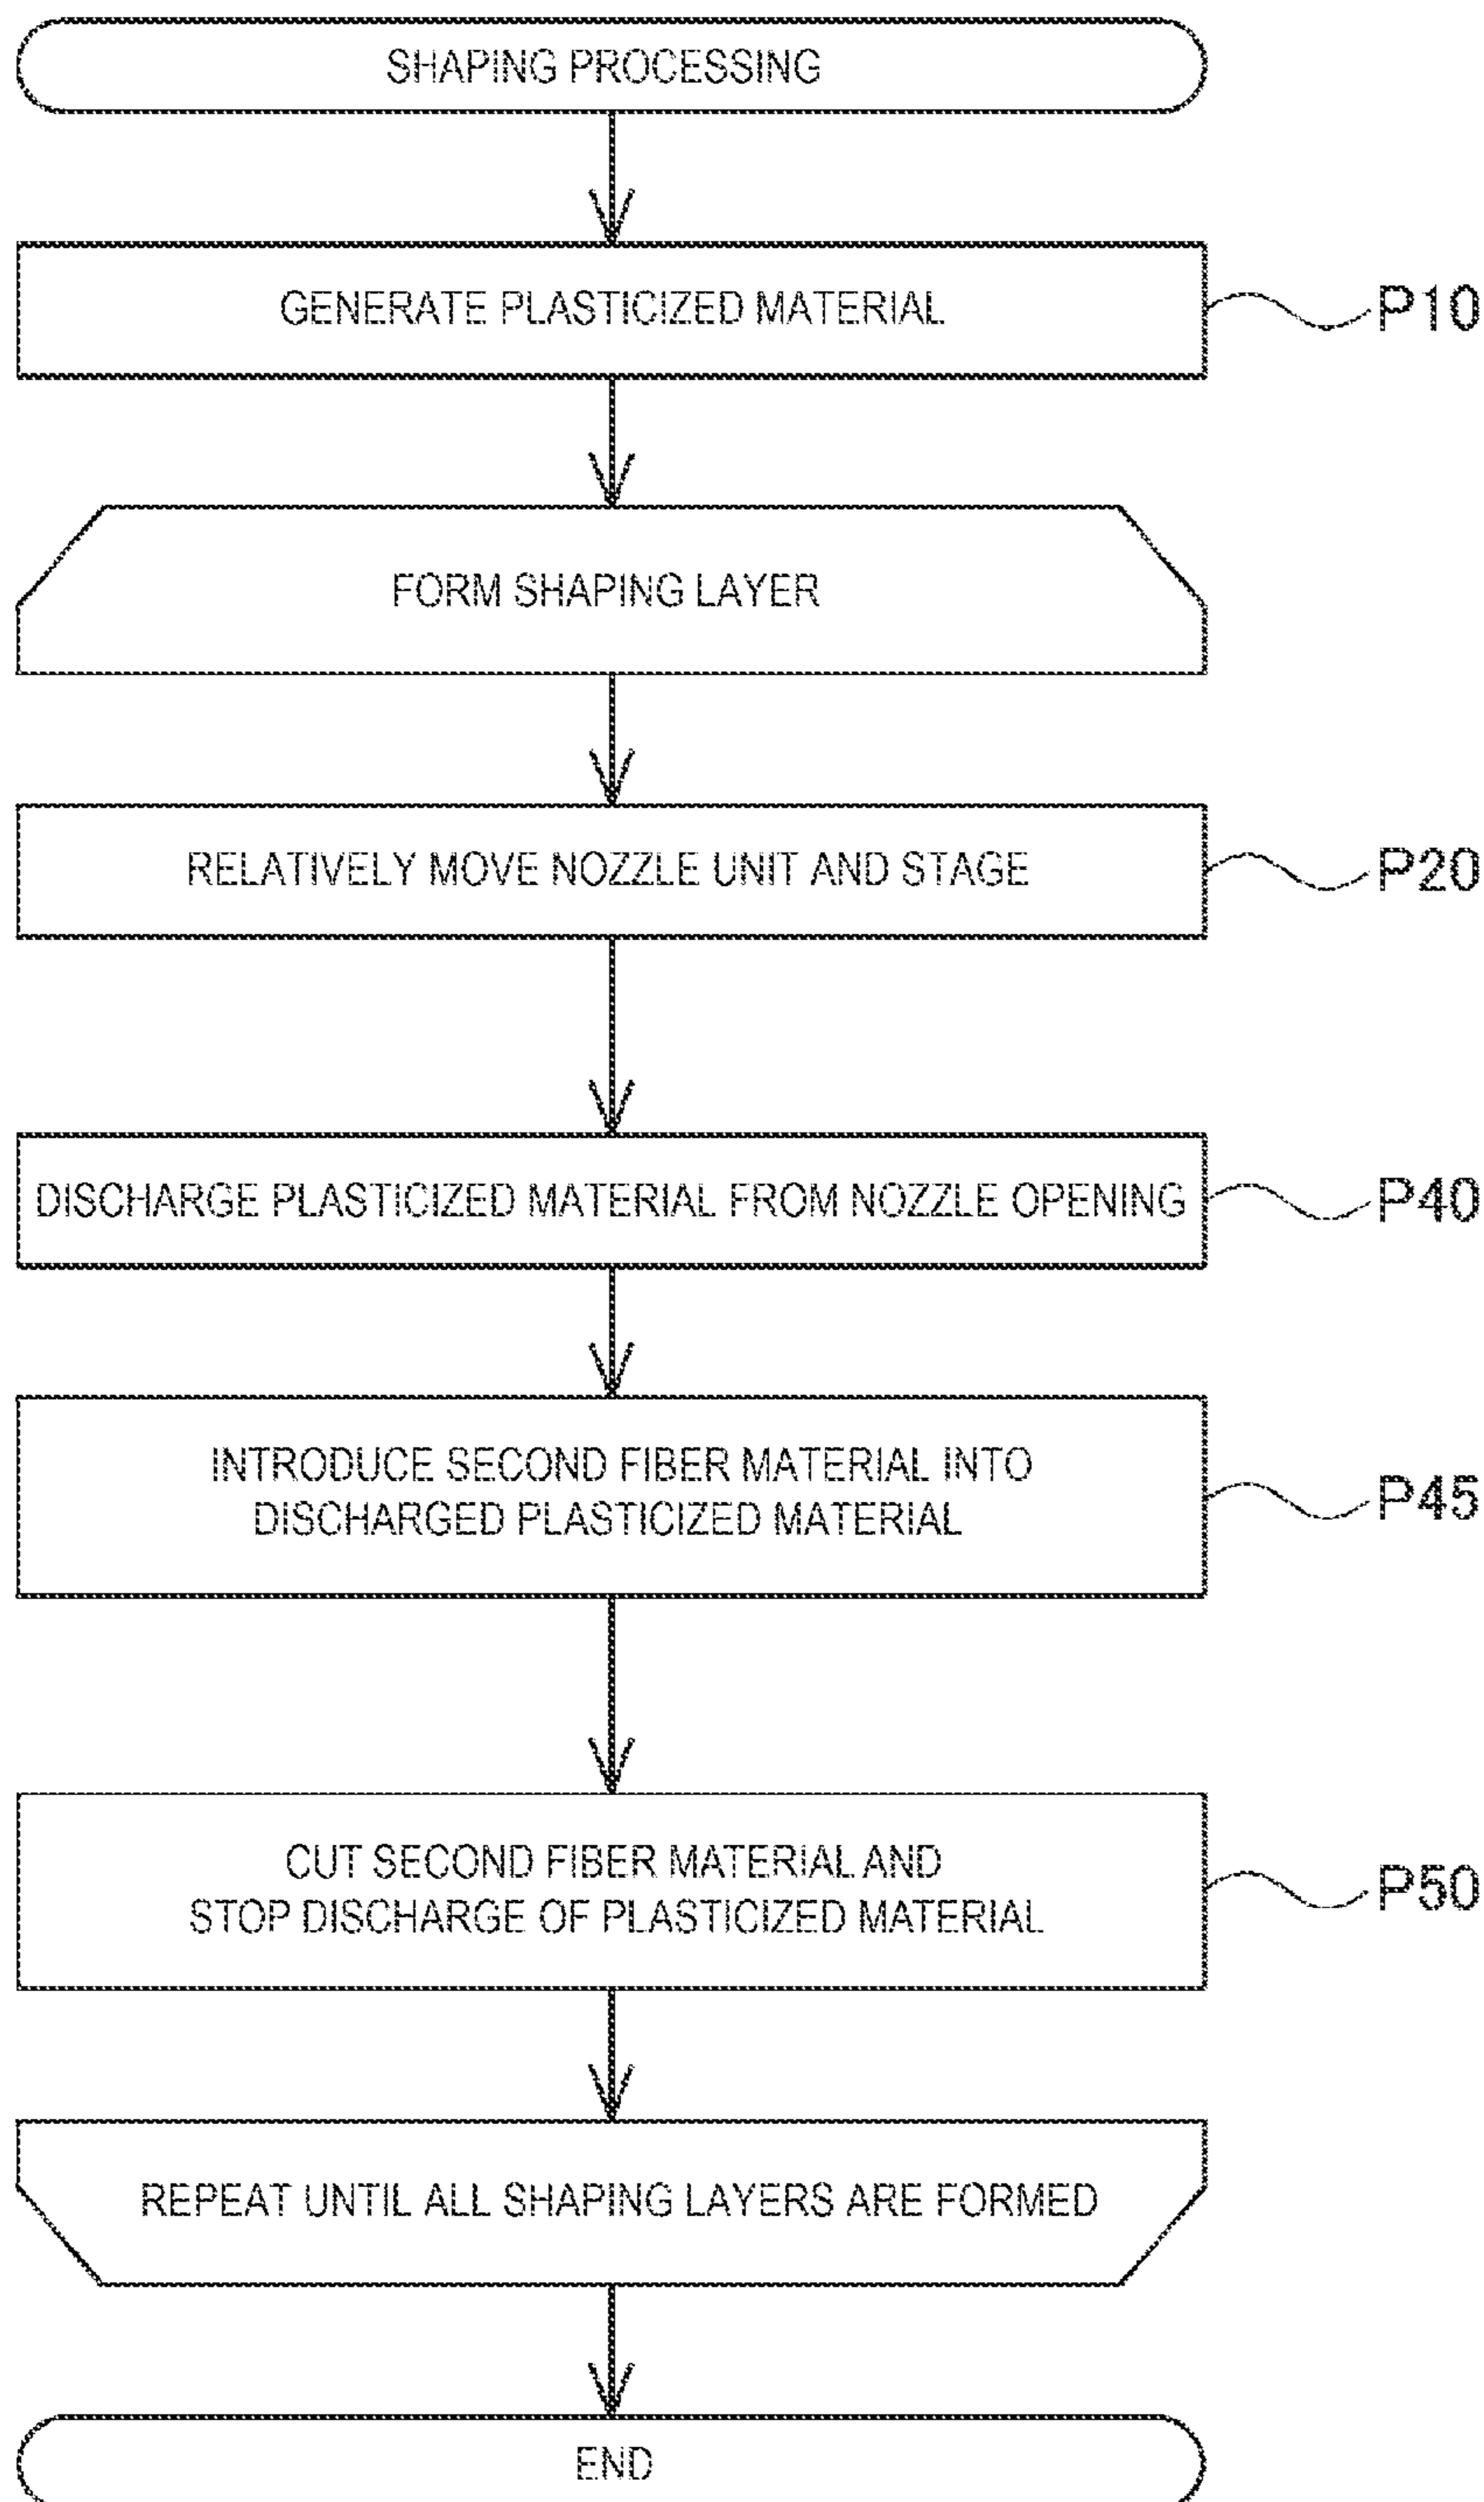 SHAPING PROCESSING
GENERATE PLASTICIZED MATERIAL
P10
FORM SHAPING LAYER
RELATIVELY MOVE NOZZLE UNIT AND STAGE
P20
DISCHARGE PLASTICIZED MATERIAL FROM NOZZLE OPENING
P40
INTRODUCE SECOND FIBER MATERIAL INTO
DISCHARGED PLASTICIZED MATERIAL
P45
CUT SECOND FIBER MATERIAL AND
STOP DISCHARGE OF PLASTICIZED MATERIAL
P50
REPEAT UNTIL ALL SHAPING LAYERS ARE FORMED
END